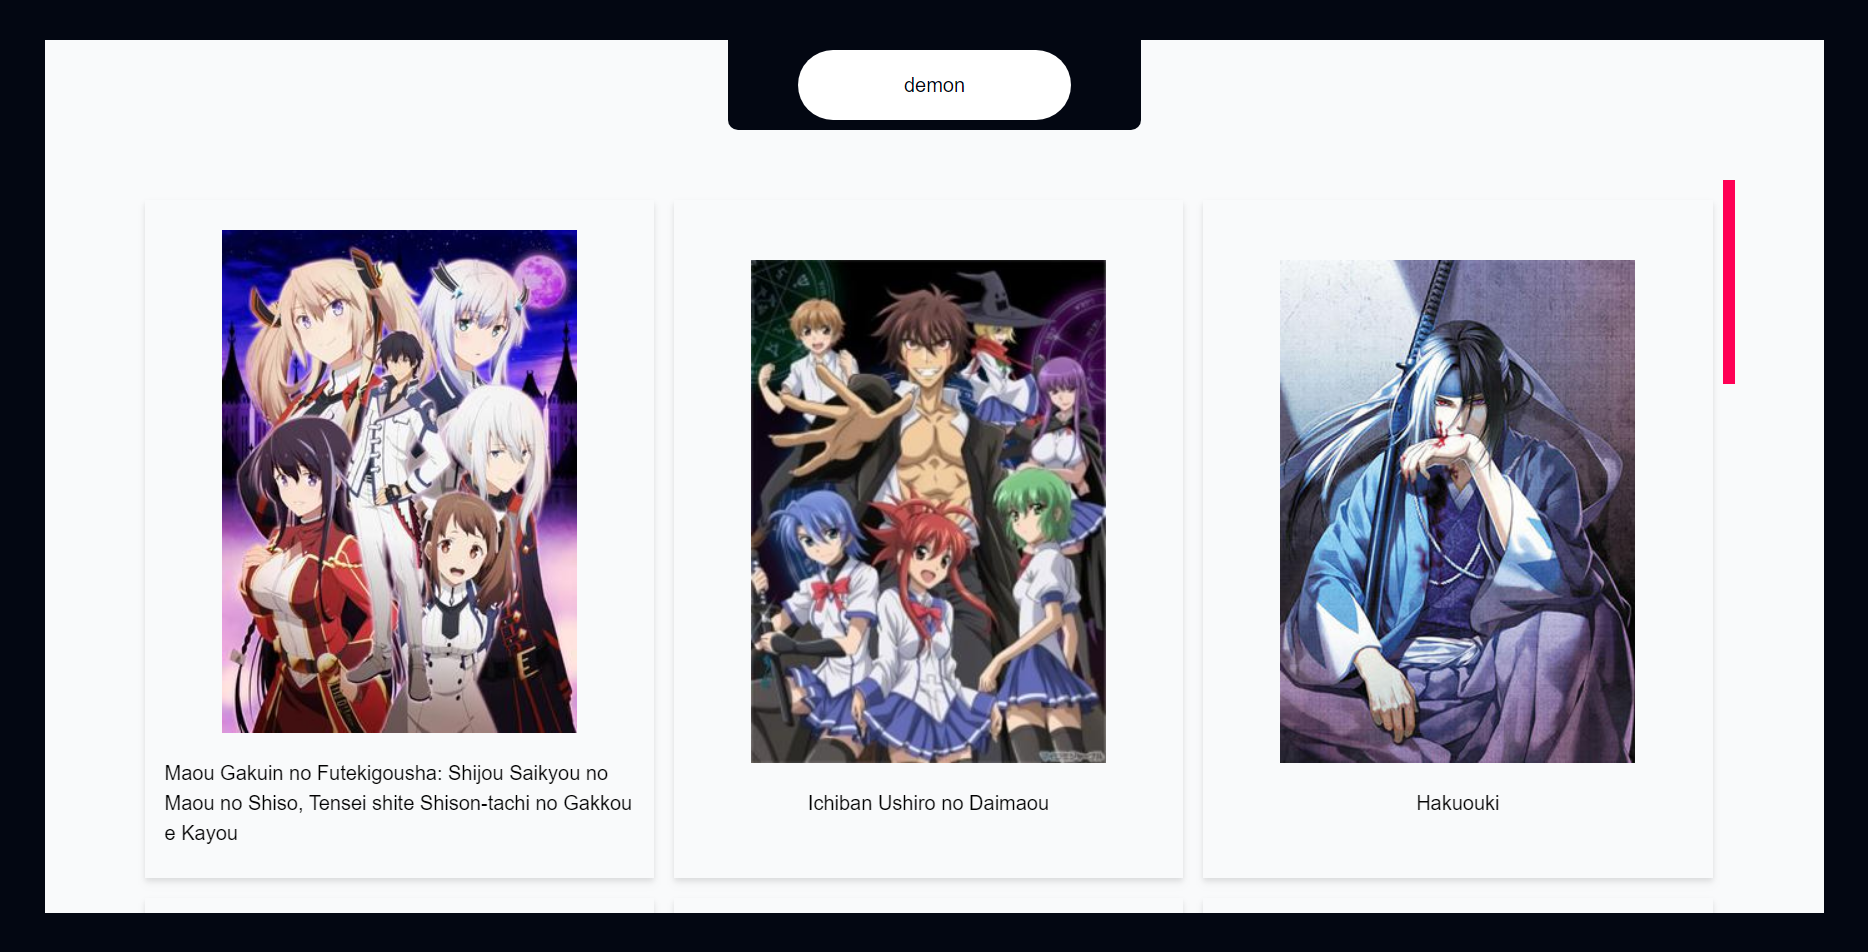 demon
Maou Gakuin no Futekigousha: Shijou Saikyou no
Maou no Shiso, Tensei shite Shison-tachi no Gakkou
e Kayou
Ichiban Ushiro no Daimaou
Hakuouki